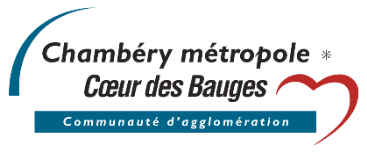 Chambéry métropole *
Cœur des Bauges
Communauté d'agglomération